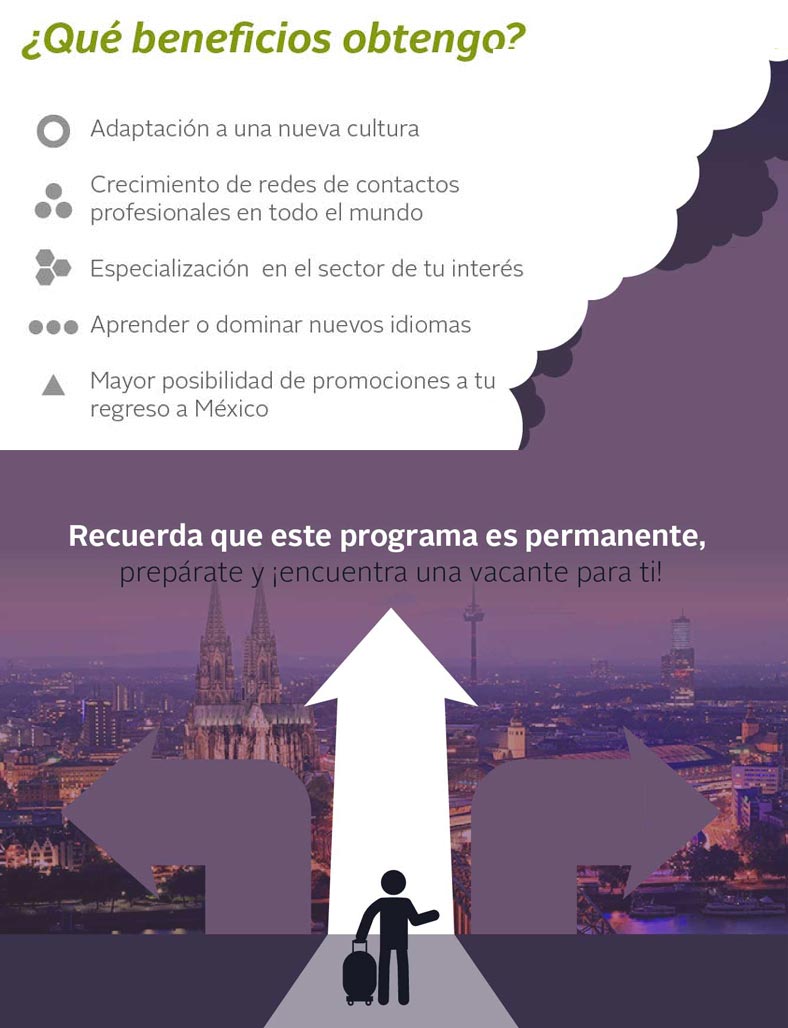 ¿Qué beneficios obtengo?
Adaptación a una nueva cultura
Crecimiento de redes de contactos
profesionales en todo el mundo
Especialización en el sector de tu interés
Aprender o dominar nuevos idiomas
Mayor posibilidad de promociones a tu
regreso a México
Recuerda que este programa es permanente,
prepárate y ¡encuentra una vacante para ti!